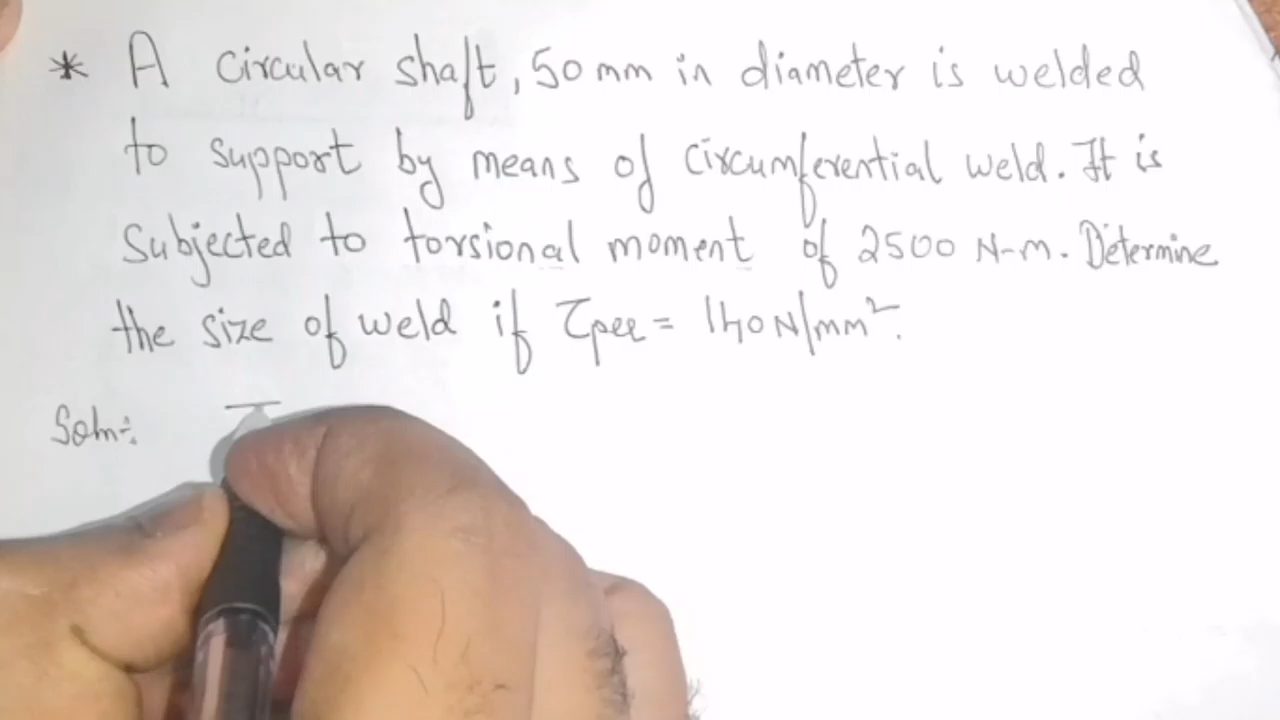 * A circular shaft, 50 mm in diameter is welded
to support by means of circumferential weld. It is
Subjected to torsional moment of 2500 N-m. Determine
the size of weld if τper = 140 N/mm².
Soln:-